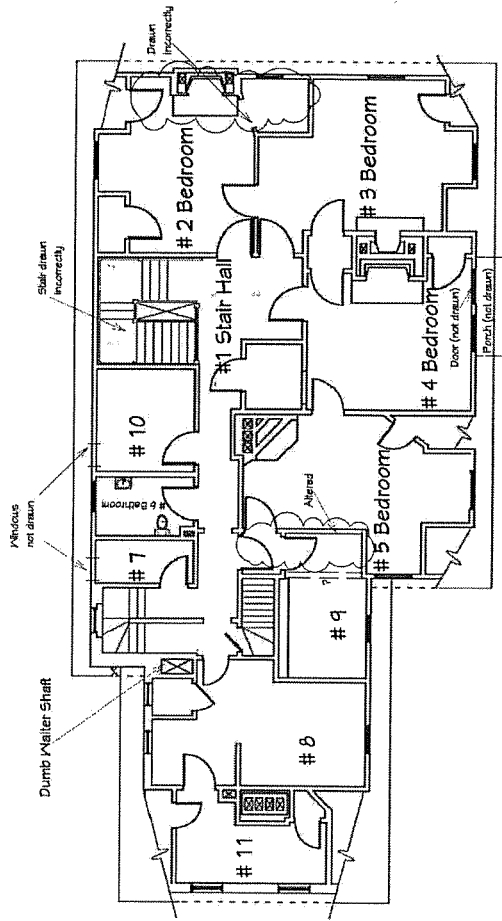 Drawn
Incorrectly
# 2 Bedroom
# 3 Bedroom
Stair drawn
Incorrectly
#1 Stair Hall
# 4 Bedroom
Door (not drawn)
Porch (not drawn)
# 10
Windows
not drawn
# 6 Bathroom
# 7
Altered
# 5 Bedroom
?
# 9
Dumb Waiter Shaft
# 8
# 11